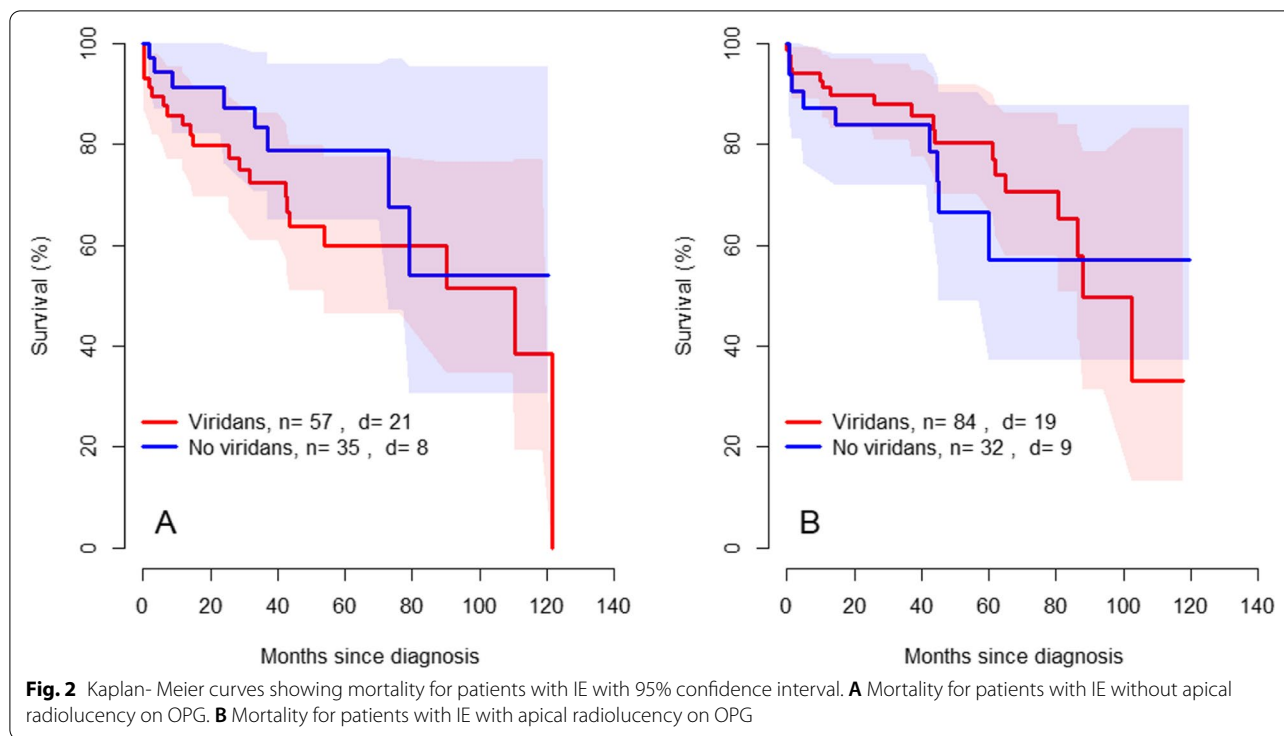 100
80
60
40
20
0
Survival (%)
Viridans, n= 57 , d= 21
No viridans, n= 35 , d= 8
A
0 20 40 60 80 100 120 140
Months since diagnosis
100
80
60
40
20
0
Survival (%)
Viridans, n= 84 , d= 19
No viridans, n= 32 , d= 9
B
0 20 40 60 80 100 120 140
Months since diagnosis
Fig. 2 Kaplan- Meier curves showing mortality for patients with IE with 95% confidence interval. A Mortality for patients with IE without apical
radiolucency on OPG. B Mortality for patients with IE with apical radiolucency on OPG